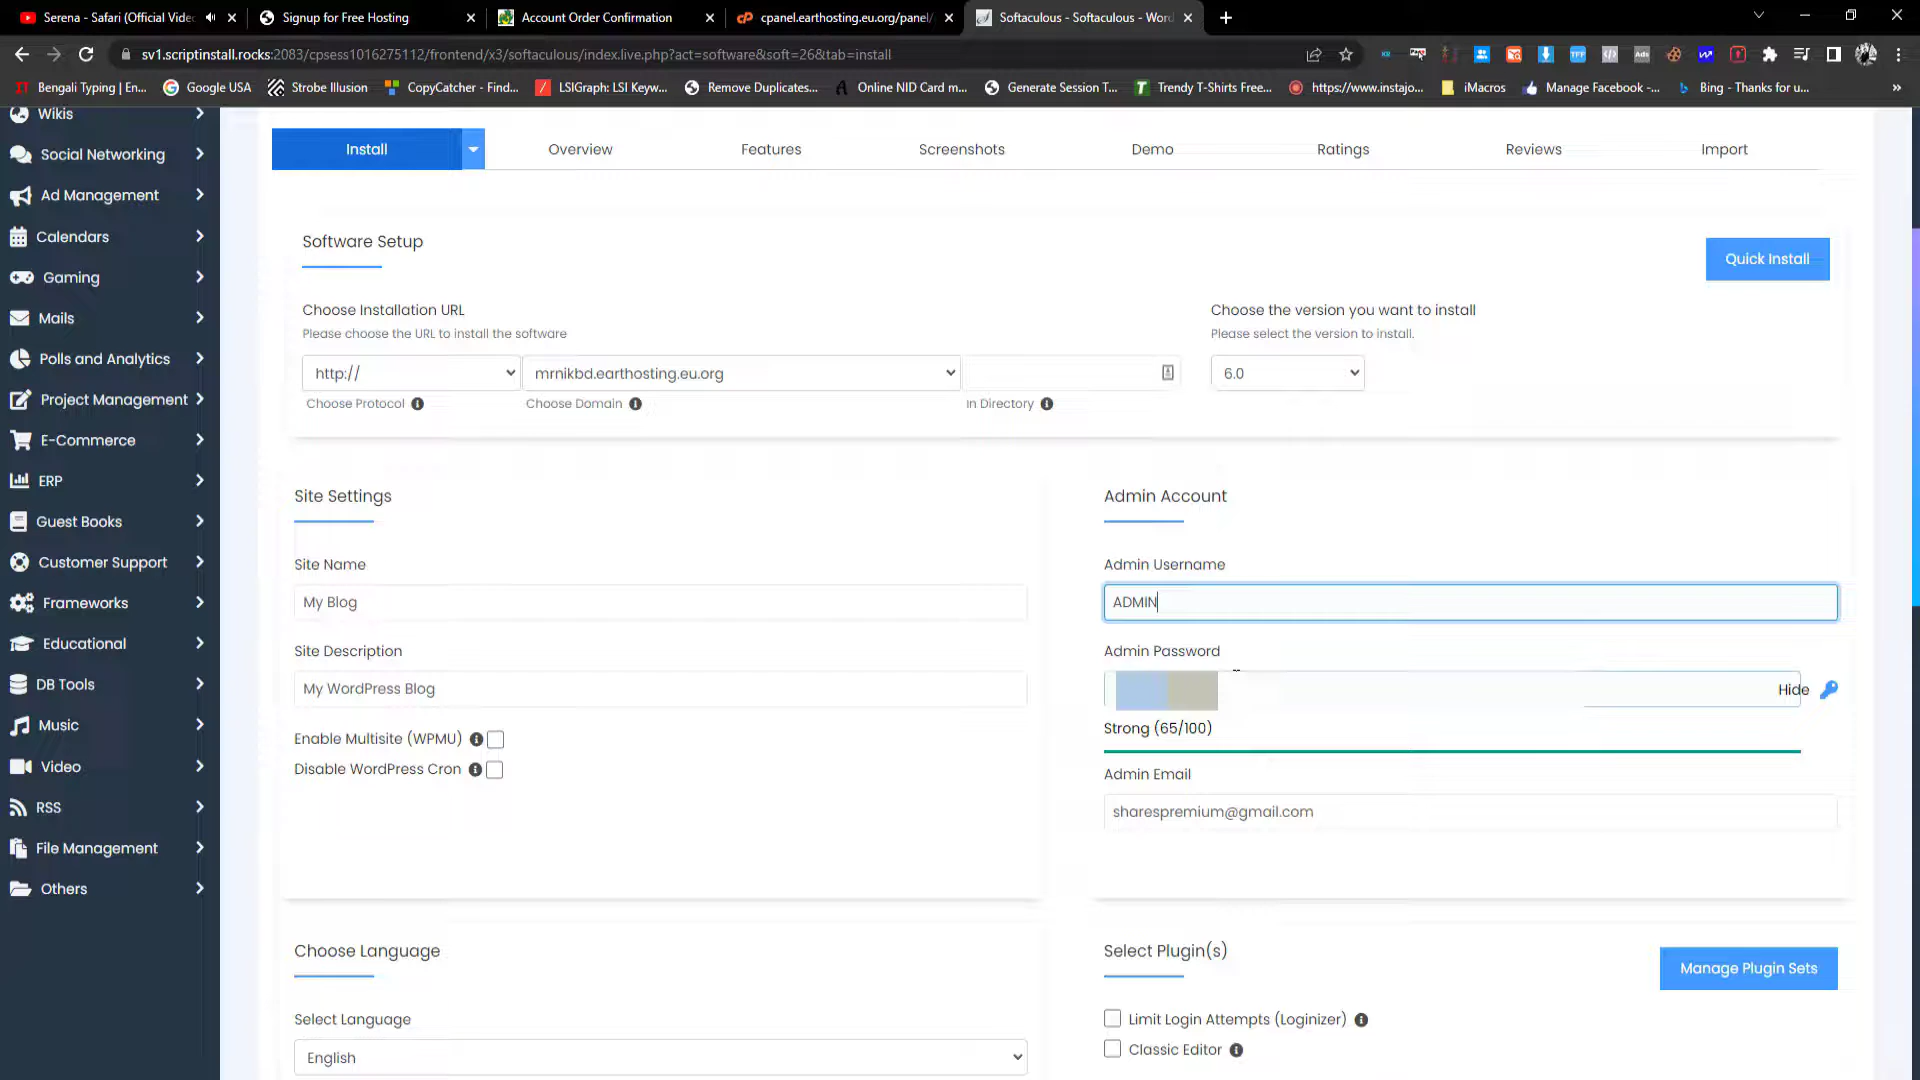 Serena - Safari (Official Vide
Signup for Free Hosting
Account Order Confirmation
cpanel.earthosting.eu.org/panel/
Softaculous - Softaculous - Wor
sv1.scriptinstall.rocks:2083/cpsess1016275112/frontend/x3/softaculous/index.live.php?act=software&soft=26&tab=install
Bengali Typing | En...
Google USA
Strobe Illusion
CopyCatcher - Find...
LSIGraph: LSI Keyw...
Remove Duplicates...
Online NID Card m...
Generate Session T...
Trendy T-Shirts Free...
https://www.instajo...
iMacros
Manage Facebook -...
Bing - Thanks for u...
Wikis
Social Networking
Ad Management
Calendars
Gaming
Mails
Polls and Analytics
Project Management
E-Commerce
ERP
Guest Books
Customer Support
Frameworks
Educational
DB Tools
Music
Video
RSS
File Management
Others
Install
Overview
Features
Screenshots
Demo
Ratings
Reviews
Import
Software Setup
Quick Install
Choose Installation URL
Please choose the URL to install the software
http://
mrnikbd.earthosting.eu.org
Choose Protocol
Choose Domain
In Directory
Choose the version you want to install
Please select the version to install.
6.0
Site Settings
Site Name
My Blog
Site Description
My WordPress Blog
Enable Multisite (WPMU)
Disable WordPress Cron
Admin Account
Admin Username
ADMIN
Admin Password
Hide
Strong (65/100)
Admin Email
sharespremium@gmail.com
Choose Language
Select Language
English
Select Plugin(s)
Manage Plugin Sets
Limit Login Attempts (Loginizer)
Classic Editor